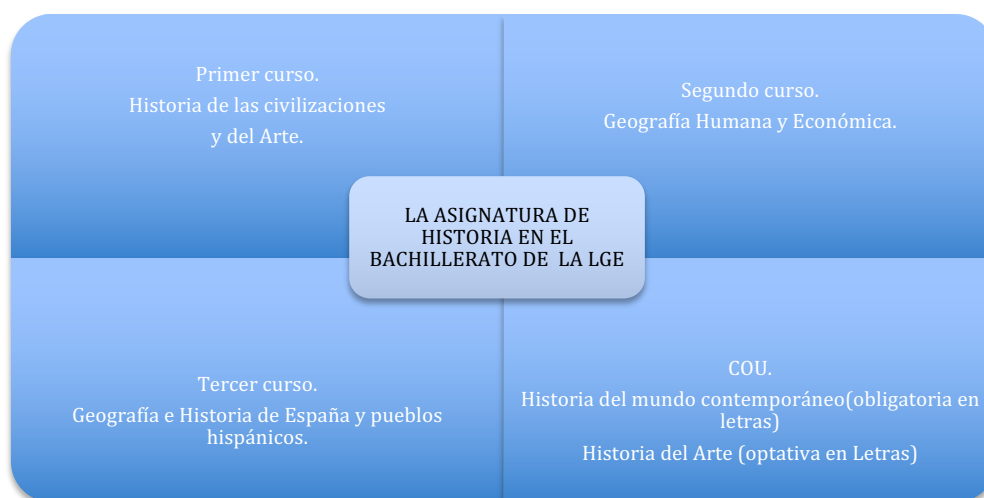 Primer curso.
Historia de las civilizaciones
y del Arte.
Segundo curso.
Geografía Humana y Económica.
LA ASIGNATURA DE
HISTORIA EN EL
BACHILLERATO DE LA LGE
Tercer curso.
Geografía e Historia de España y pueblos
hispánicos.
COU.
Historia del mundo contemporáneo(obligatoria en
letras)
Historia del Arte (optativa en Letras)